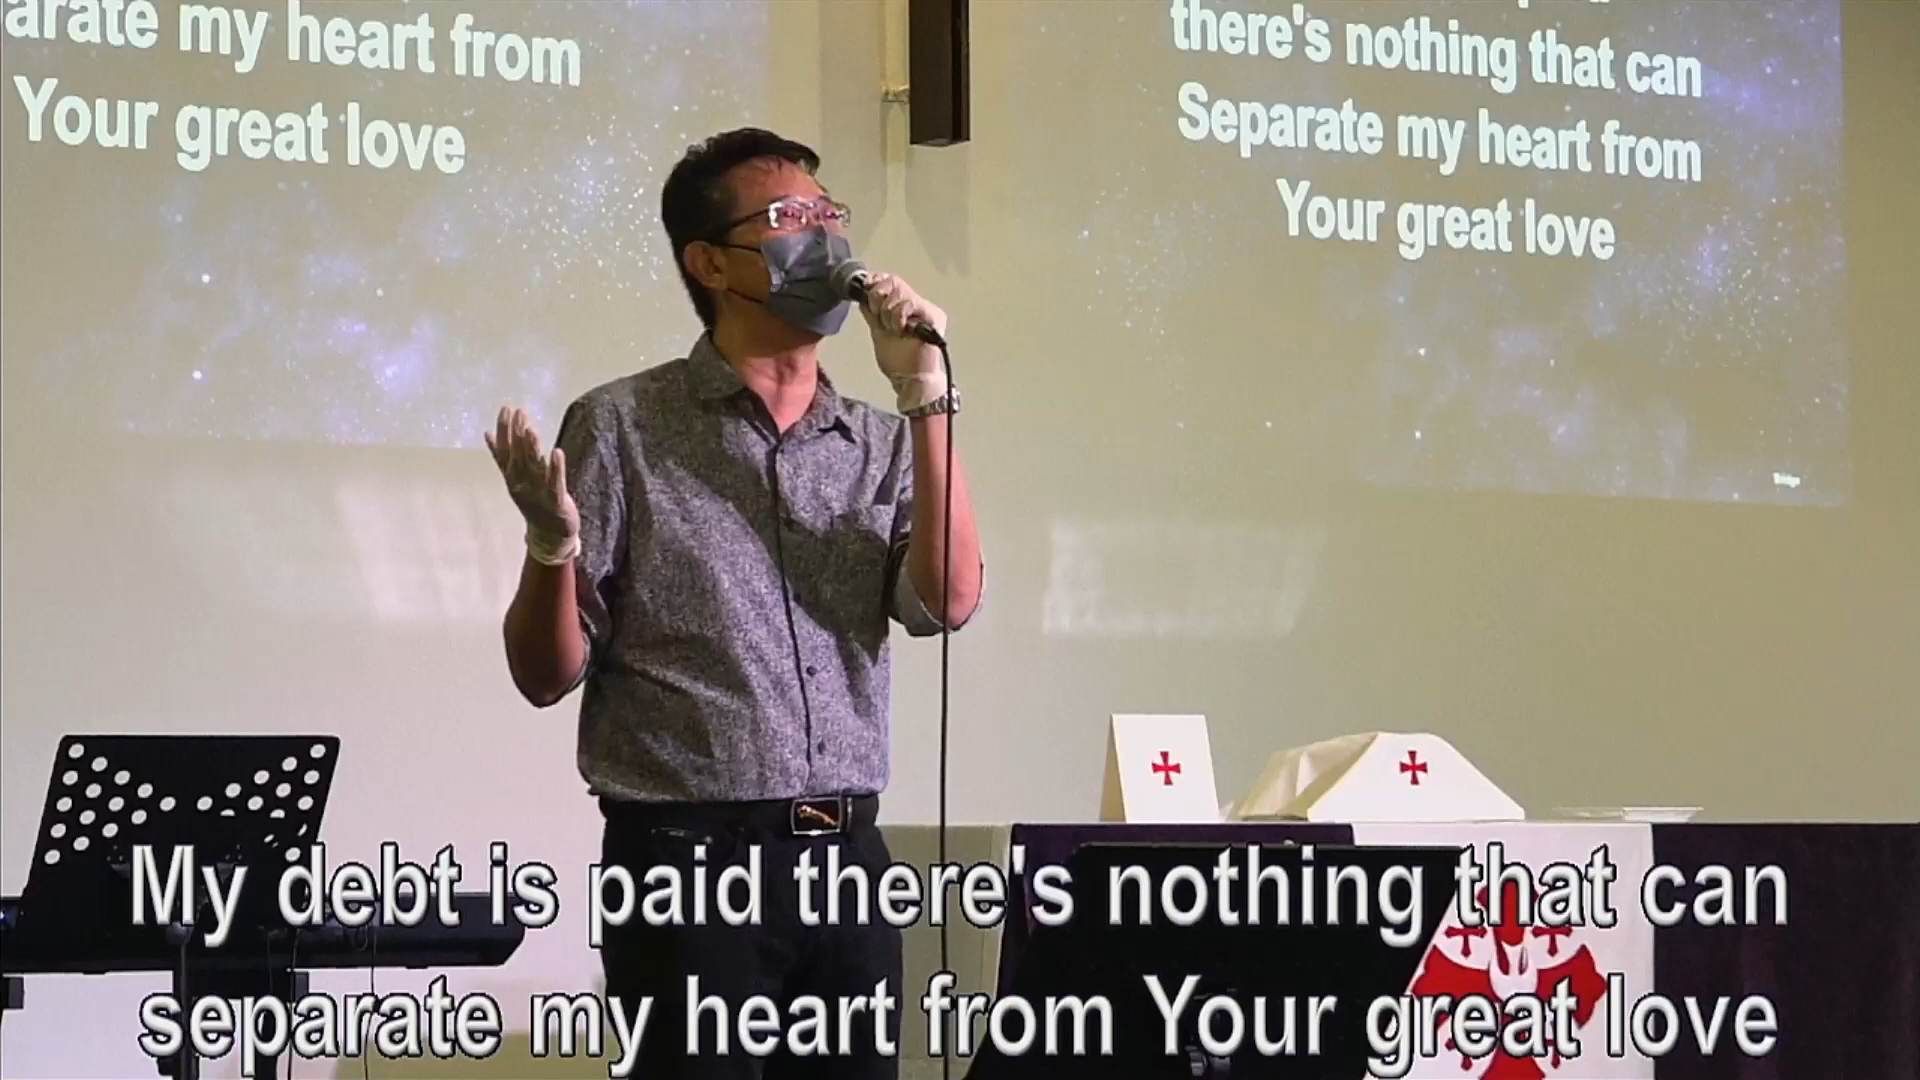 arate my heart from
Your great love
there's nothing that can
Separate my heart from
Your great love
Bridge
My debt is paid there's nothing that can
separate my heart from Your great love